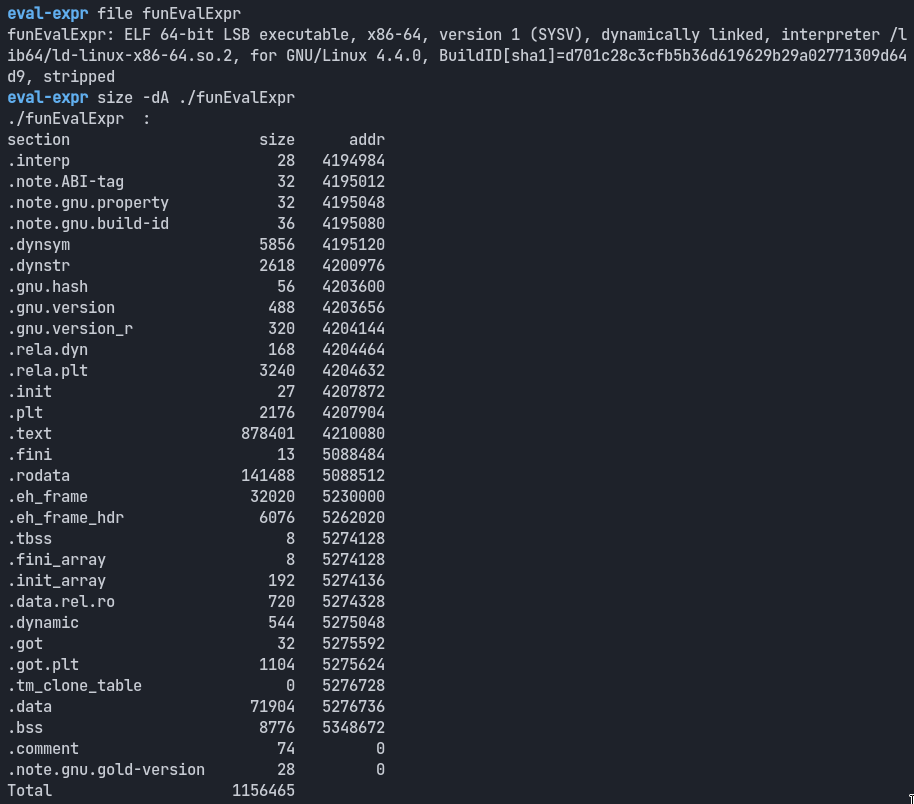 eval-expr file funEvalExpr
funEvalExpr: ELF 64-bit LSB executable, x86-64, version 1 (SYSV), dynamically linked, interpreter /l
ib64/ld-linux-x86-64.so.2, for GNU/Linux 4.4.0, BuildID[sha1]=d701c28c3cfb5b36d619629b29a02771309d64
d9, stripped
eval-expr size -dA ./funEvalExpr
./funEvalExpr  :
section                     size      addr
.interp                       28   4194984
.note.ABI-tag                 32   4195012
.note.gnu.property            32   4195048
.note.gnu.build-id            36   4195080
.dynsym                     5856   4195120
.dynstr                     2618   4200976
.gnu.hash                     56   4203600
.gnu.version                 488   4203656
.gnu.version_r               320   4204144
.rela.dyn                    168   4204464
.rela.plt                   3240   4204632
.init                         27   4207872
.plt                        2176   4207904
.text                     878401   4210080
.fini                         13   5088484
.rodata                   141488   5088512
.eh_frame                  32020   5230000
.eh_frame_hdr               6076   5262020
.tbss                          8   5274128
.fini_array                    8   5274128
.init_array                  192   5274136
.data.rel.ro                 720   5274328
.dynamic                     544   5275048
.got                          32   5275592
.got.plt                    1104   5275624
.tm_clone_table                0   5276728
.data                      71904   5276736
.bss                        8776   5348672
.comment                      74         0
.note.gnu.gold-version        28         0
Total                    1156465